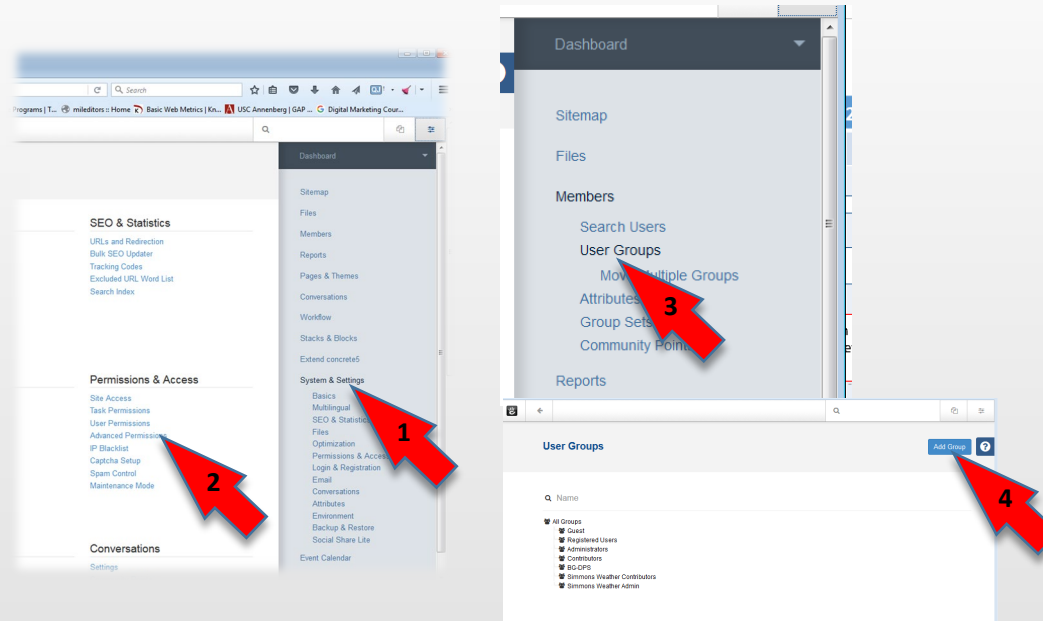 Search
Programs | T... mileditors :: Home Basic Web Metrics | Kn... USC Annenberg | GAP ... Digital Marketing Cour...
SEO & Statistics
URLs and Redirection
Bulk SEO Updater
Tracking Codes
Excluded URL Word List
Search Index
Permissions & Access
Site Access
Task Permissions
User Permissions
Advanced Permissions
IP Blacklist
Captcha Setup
Spam Control
Maintenance Mode
2
Conversations
Settings
Dashboard
Sitemap
Files
Members
Reports
Pages & Themes
Conversations
Workflow
Stacks & Blocks
Extend concrete5
System & Settings
Basics
Multilingual
SEO & Statistics
1
Files
Optimization
Permissions & Access
Login & Registration
Email
Conversations
Attributes
Environment
Backup & Restore
Social Share Lite
Event Calendar
Dashboard
Sitemap
Files
Members
Search Users
User Groups
Mov ultiple Groups
Attributes
3
Group Sets
Community Point
Reports
User Groups
Add Group ?
4
Name
All Groups
Guest
Registered Users
Administrators
Contributors
BG-DPS
Simmons Weather Contributors
Simmons Weather Admin